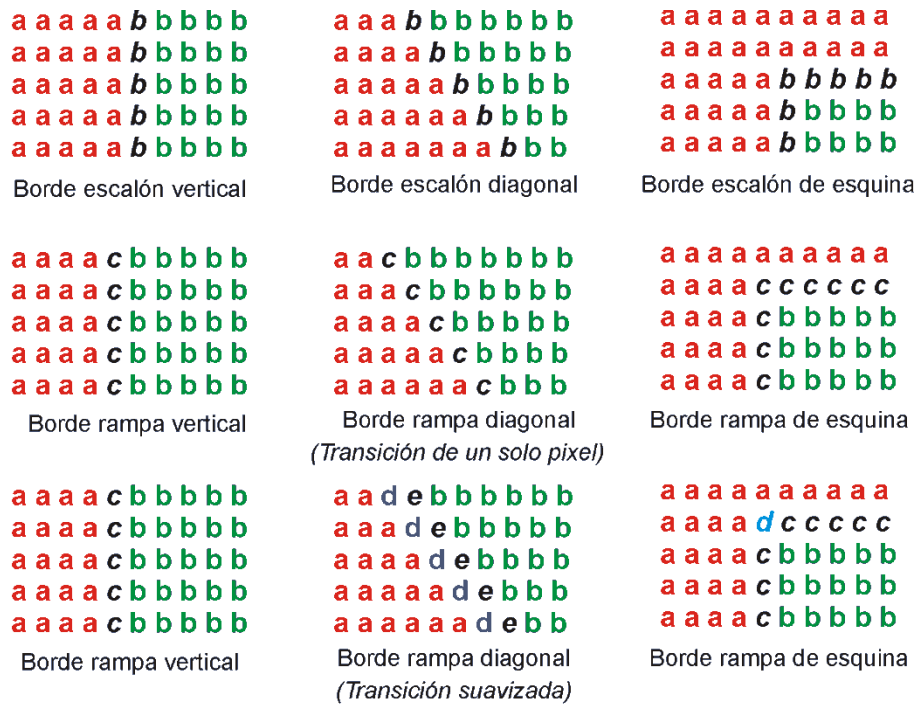 a a a a a b b b b b
a a a a a b b b b b
a a a a a b b b b b
a a a a a b b b b b
a a a a a b b b b b
Borde escalón vertical
a a a b b b b b b b
a a a a b b b b b b
a a a a a b b b b b
a a a a a a b b b b
a a a a a a a b b b
Borde escalón diagonal
a a a a a a a a a a
a a a a a a a a a a
a a a a a b b b b b
a a a a a b b b b b
a a a a a b b b b b
Borde escalón de esquina
a a a a c b b b b b
a a a a c b b b b b
a a a a c b b b b b
a a a a c b b b b b
a a a a c b b b b b
Borde rampa vertical
a a c b b b b b b b
a a a c b b b b b b
a a a a c b b b b b
a a a a a c b b b b
a a a a a a c b b b
Borde rampa diagonal
(Transición de un solo pixel)
a a a a a a a a a a
a a a a c c c c c c
a a a a c b b b b b
a a a a c b b b b b
a a a a c b b b b b
Borde rampa de esquina
a a a a c b b b b b
a a a a c b b b b b
a a a a c b b b b b
a a a a c b b b b b
a a a a c b b b b b
Borde rampa vertical
a a d e b b b b b b
a a a d e b b b b b
a a a a d e b b b b
a a a a a d e b b b
a a a a a a d e b b
Borde rampa diagonal
(Transición suavizada)
a a a a a a a a a a
a a a a d c c c c c
a a a a c b b b b b
a a a a c b b b b b
a a a a c b b b b b
Borde rampa de esquina